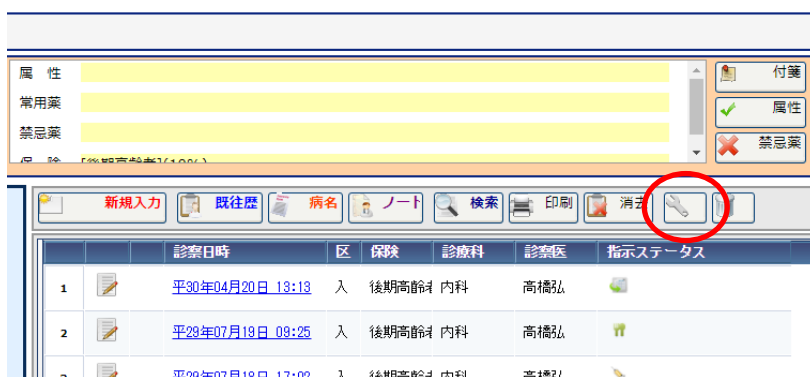 属 性
付箋
常用薬
属性
禁忌薬
禁忌薬
新規入力 既往歴 病名 ノート 検索 印刷 消去
診察日時 区 保険 診療科 診察医 指示ステータス
1 平30年04月20日 13:13 入 後期高齢者 内科 高橋弘
2 平29年07月19日 09:25 入 後期高齢者 内科 高橋弘